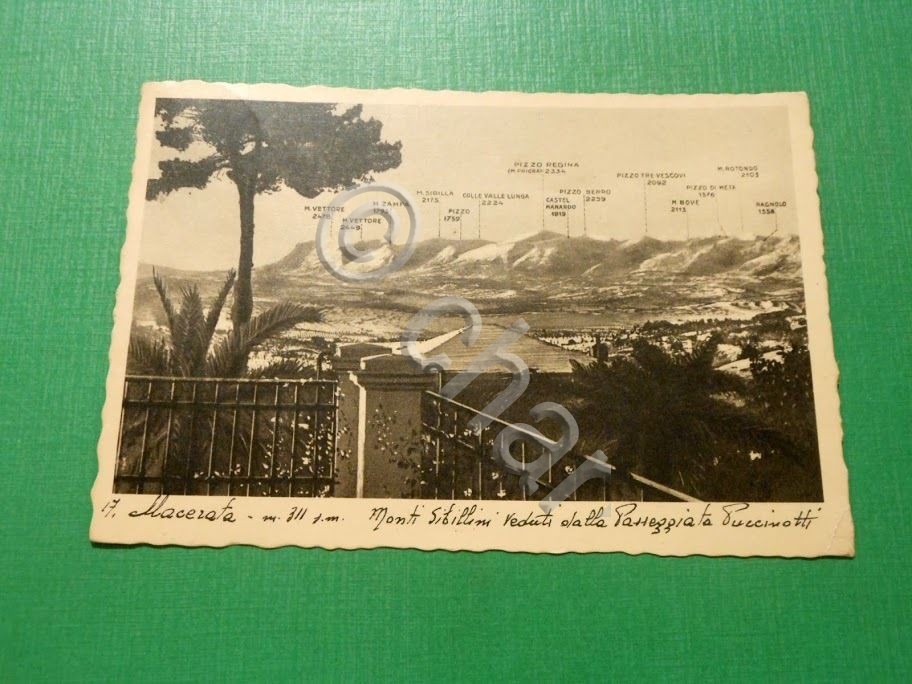 PIZZO REGINA
(M. PRIORA) 2334
PIZZO TRE VESCOVI
2092
M. ROTONDO
2103
M. SIBILLA
2175
COLLE VALLE LUNGA
2224
PIZZO BERRO
2259
PIZZO DI META
1576
M. VETTORE
M. ZAMPA
CASTEL
MANARDO
1919
M. BOVE
2113
RAGNOLO
1558
PIZZO
1759
M. VETTORE
© char
17. Macerata - m. 311 s.m. Monti Sibillini veduti dalla Passeggiata Puccinotti